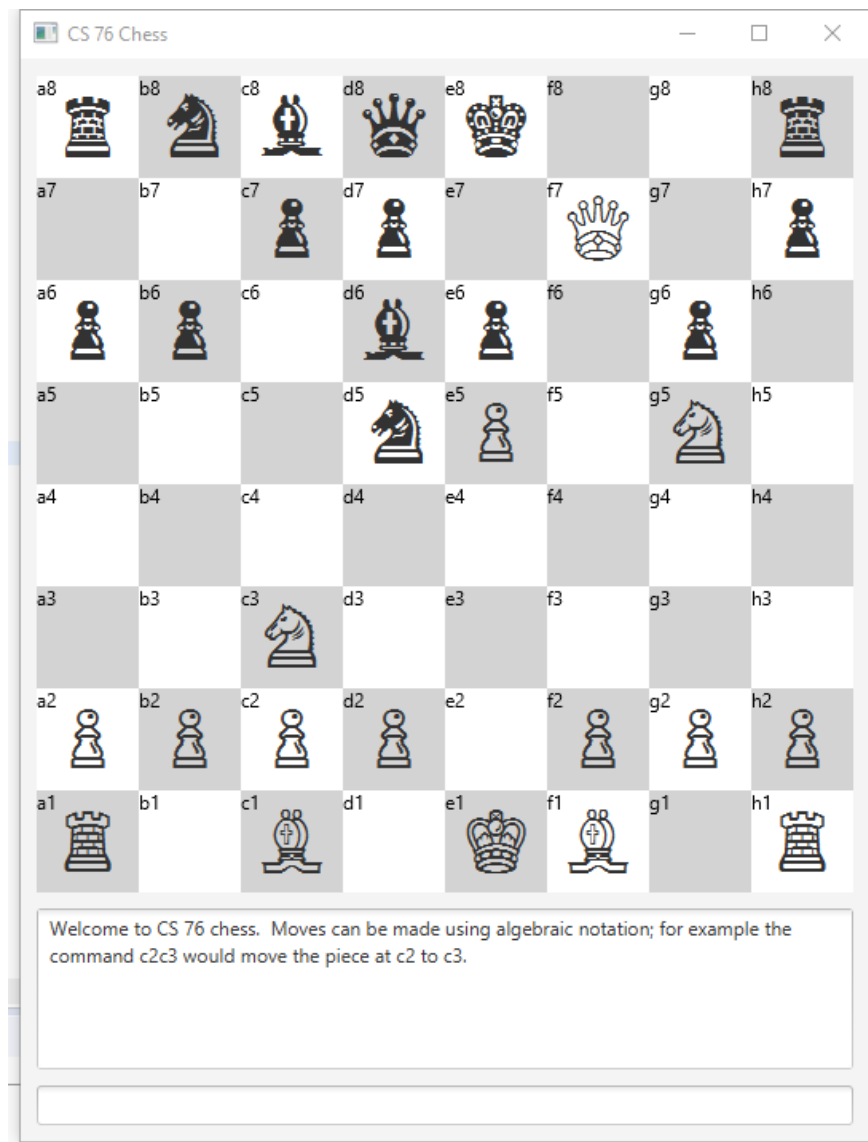 CS 76 Chess
a8 b8 c8 d8 e8 f8 g8 h8
a7 b7 c7 d7 e7 f7 g7 h7
a6 b6 c6 d6 e6 f6 g6 h6
a5 b5 c5 d5 e5 f5 g5 h5
a4 b4 c4 d4 e4 f4 g4 h4
a3 b3 c3 d3 e3 f3 g3 h3
a2 b2 c2 d2 e2 f2 g2 h2
a1 b1 c1 d1 e1 f1 g1 h1
Welcome to CS 76 chess.  Moves can be made using algebraic notation; for example the
command c2c3 would move the piece at c2 to c3.